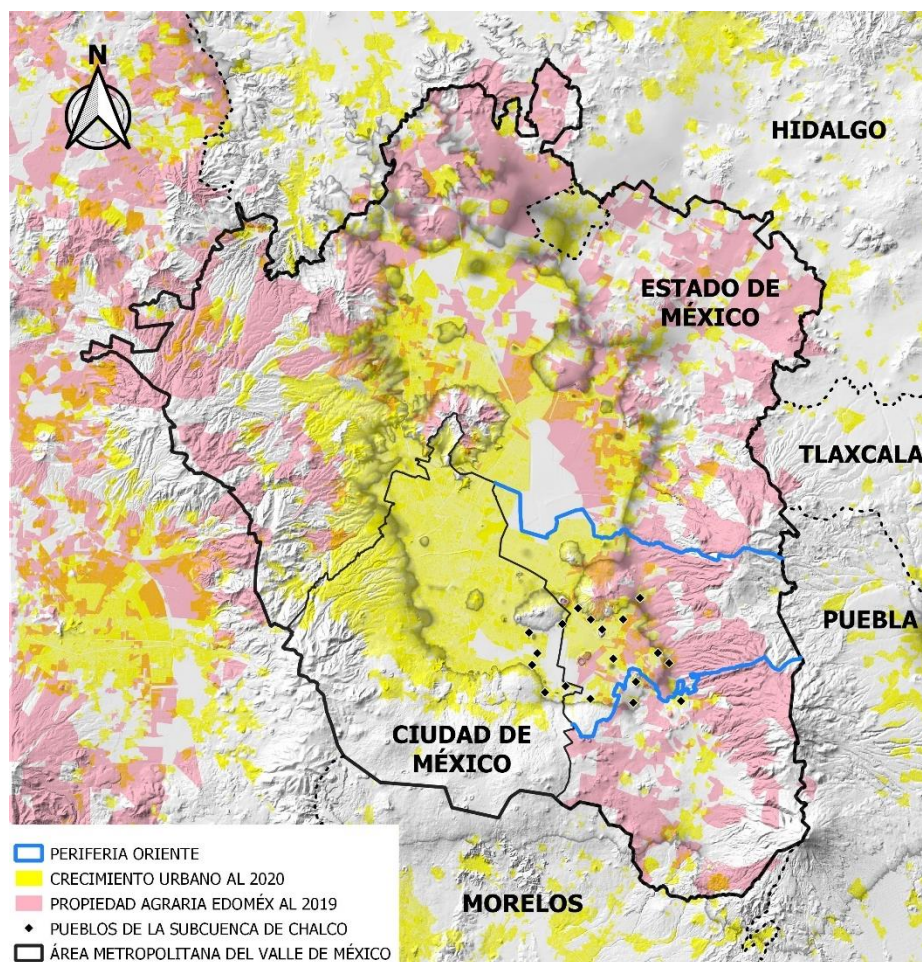 N
HIDALGO
ESTADO DE
MÉXICO
TLAXCALA
PUEBLA
CIUDAD DE
MÉXICO
MORELOS
PERIFERIA ORIENTE
CRECIMIENTO URBANO AL 2020
PROPIEDAD AGRARIA EDOMÉX AL 2019
PUEBLOS DE LA SUBCUENCA DE CHALCO
ÁREA METROPOLITANA DEL VALLE DE MÉXICO